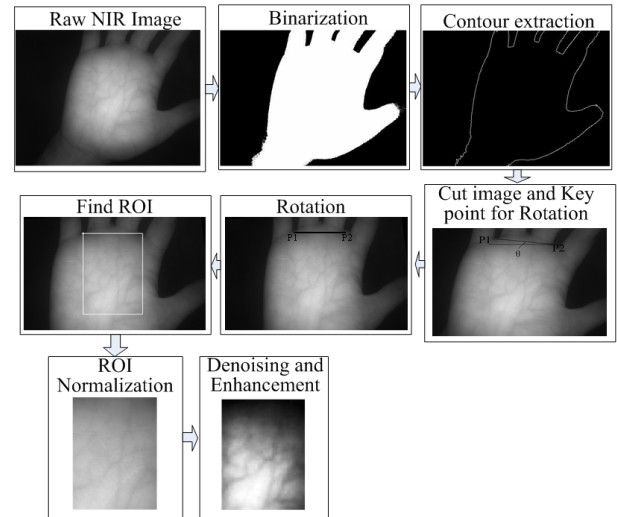 Raw NIR Image
Binarization
Contour extraction
Cut image and Key
point for Rotation
P1
P2
θ
Rotation
P1
P2
Find ROI
ROI
Normalization
Denoising and
Enhancement